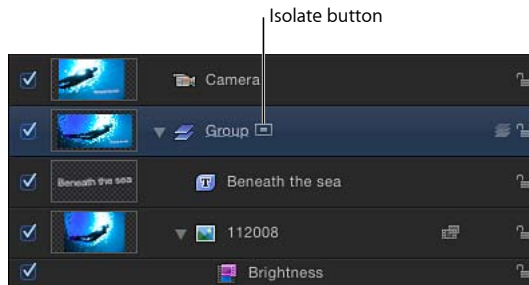 Isolate button
Camera
Group
Beneath the sea
Beneath the sea
112008
Brightness